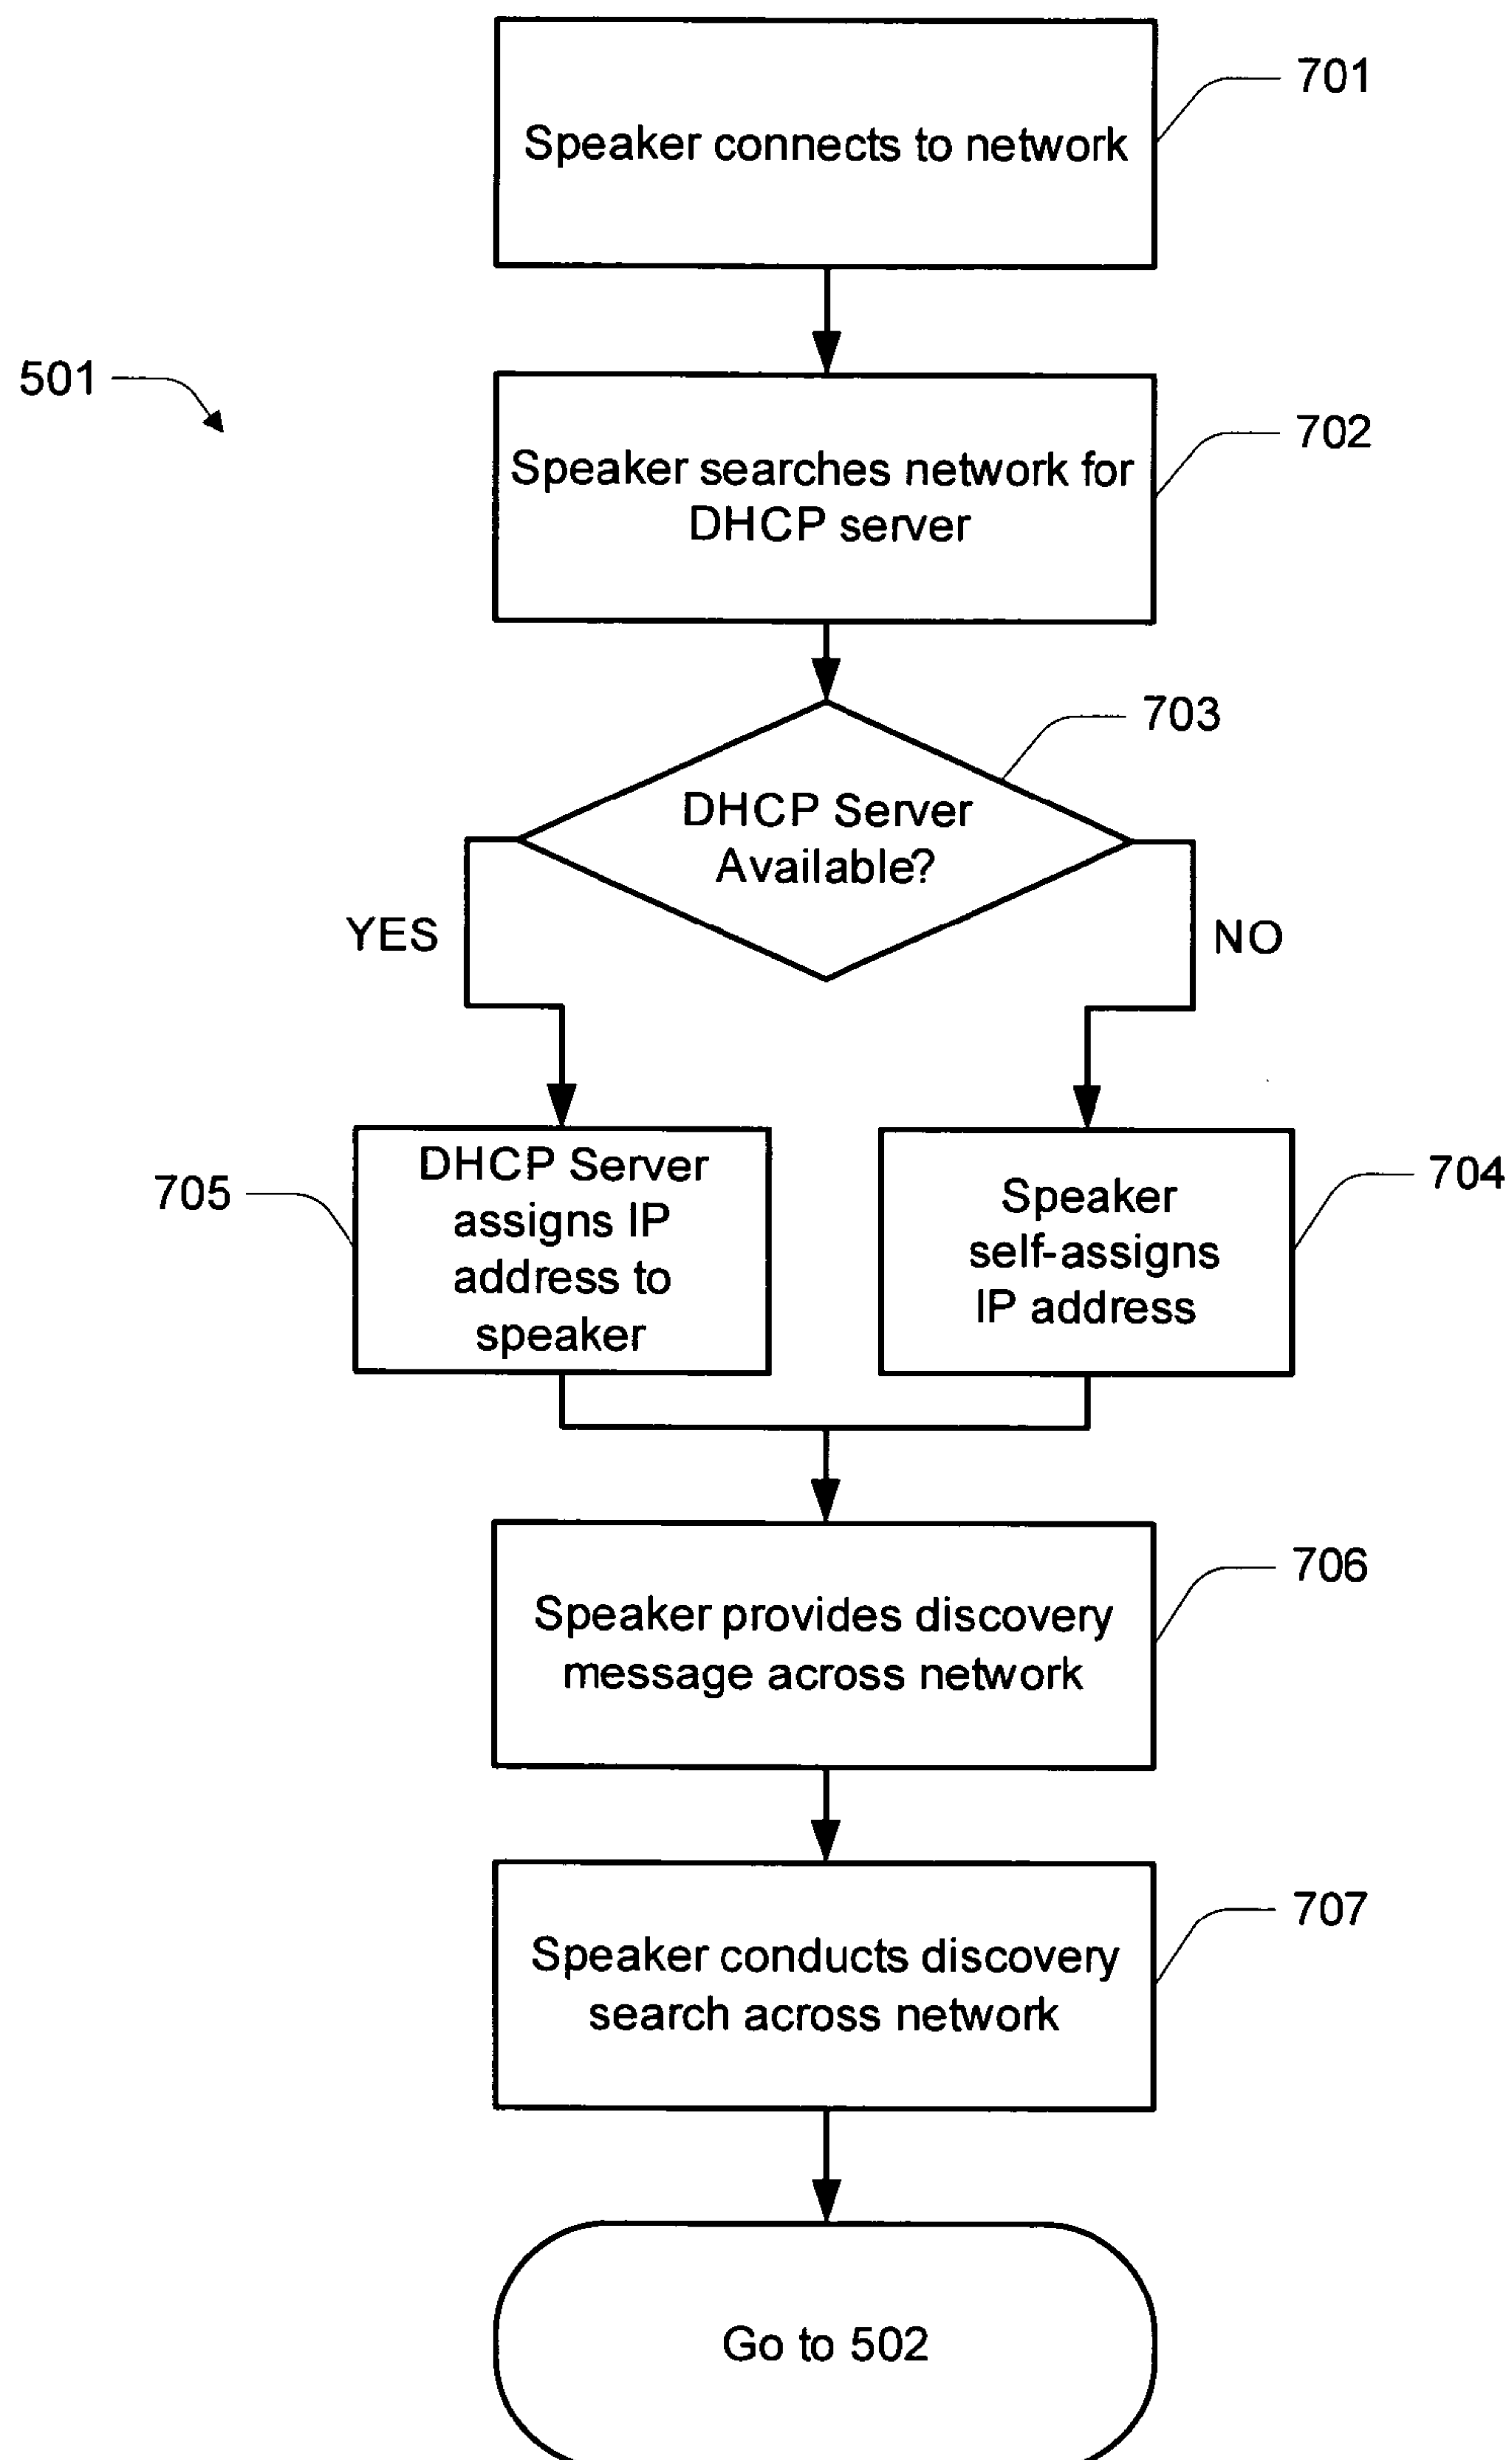 701
Speaker connects to network
501
702
Speaker searches network for
DHCP server
703
DHCP Server
Available?
YES
NO
705
DHCP Server
assigns IP
address to
speaker
704
Speaker
self-assigns
IP address
706
Speaker provides discovery
message across network
707
Speaker conducts discovery
search across network
Go to 502